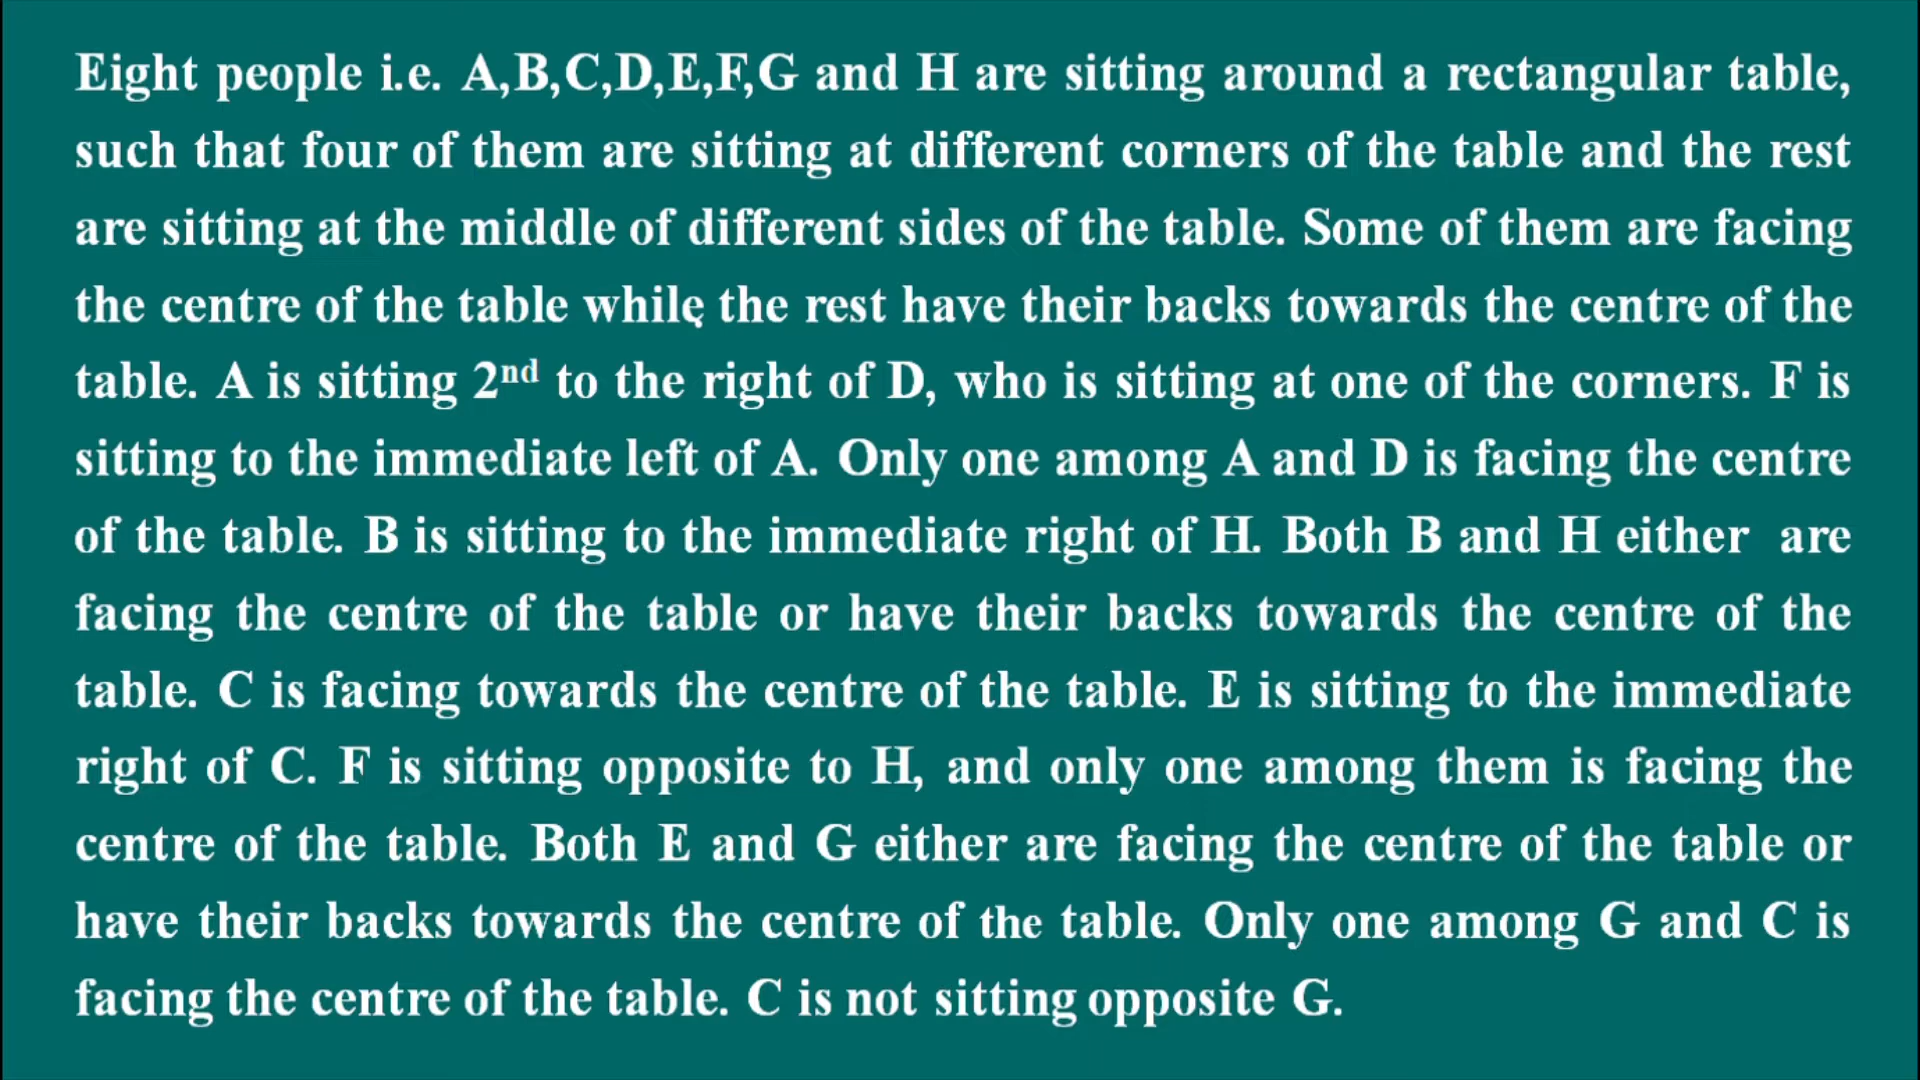 Eight people i.e. A,B,C,D,E,F,G and H are sitting around a rectangular table,
such that four of them are sitting at different corners of the table and the rest
are sitting at the middle of different sides of the table. Some of them are facing
the centre of the table while the rest have their backs towards the centre of the
table. A is sitting 2nd to the right of D, who is sitting at one of the corners. F is
sitting to the immediate left of A. Only one among A and D is facing the centre
of the table. B is sitting to the immediate right of H. Both B and H either are
facing the centre of the table or have their backs towards the centre of the
table. C is facing towards the centre of the table. E is sitting to the immediate
right of C. F is sitting opposite to H, and only one among them is facing the
centre of the table. Both E and G either are facing the centre of the table or
have their backs towards the centre of the table. Only one among G and C is
facing the centre of the table. C is not sitting opposite G.